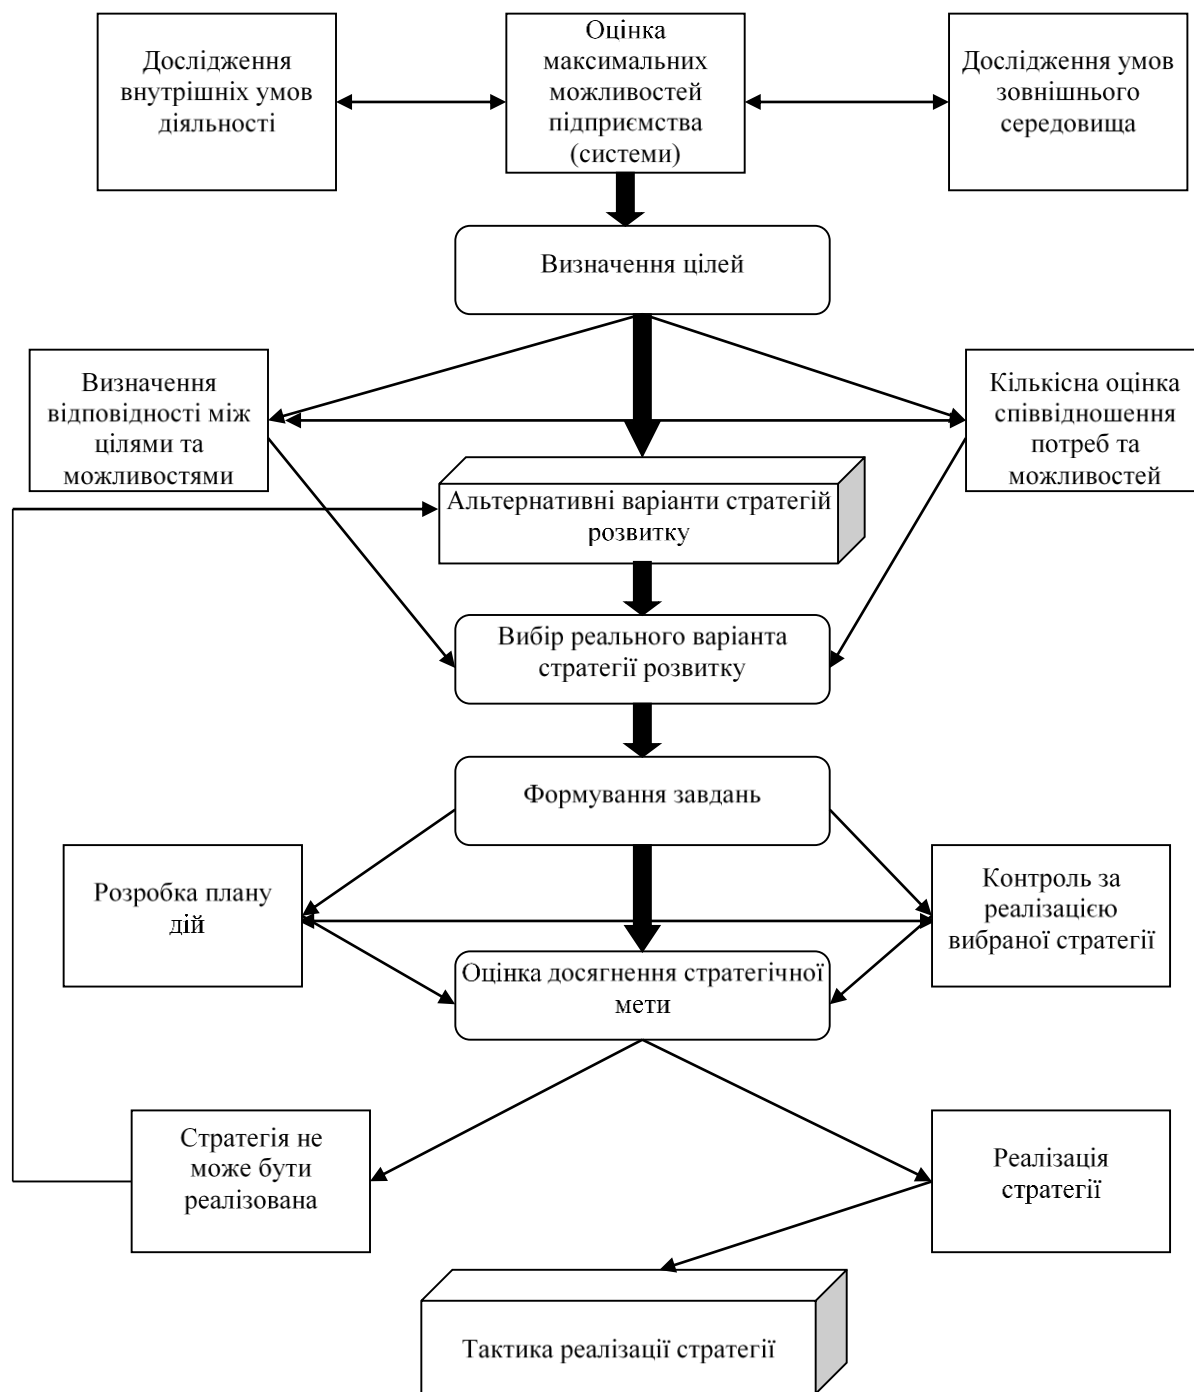 Дослідження
внутрішніх умов
діяльності
Оцінка
максимальних
можливостей
підприємства
(системи)
Дослідження умов
зовнішнього
середовища
Визначення цілей
Визначення
відповідності між
цілями та
можливостями
Кількісна оцінка
співвідношення
потреб та
можливостей
Альтернативні варіанти стратегій
розвитку
Вибір реального варіанта
стратегії розвитку
Формування завдань
Розробка плану
дій
Контроль за
реалізацією
вибраної стратегії
Оцінка досягнення стратегічної
мети
Стратегія не
може бути
реалізована
Реалізація
стратегії
Тактика реалізації стратегії